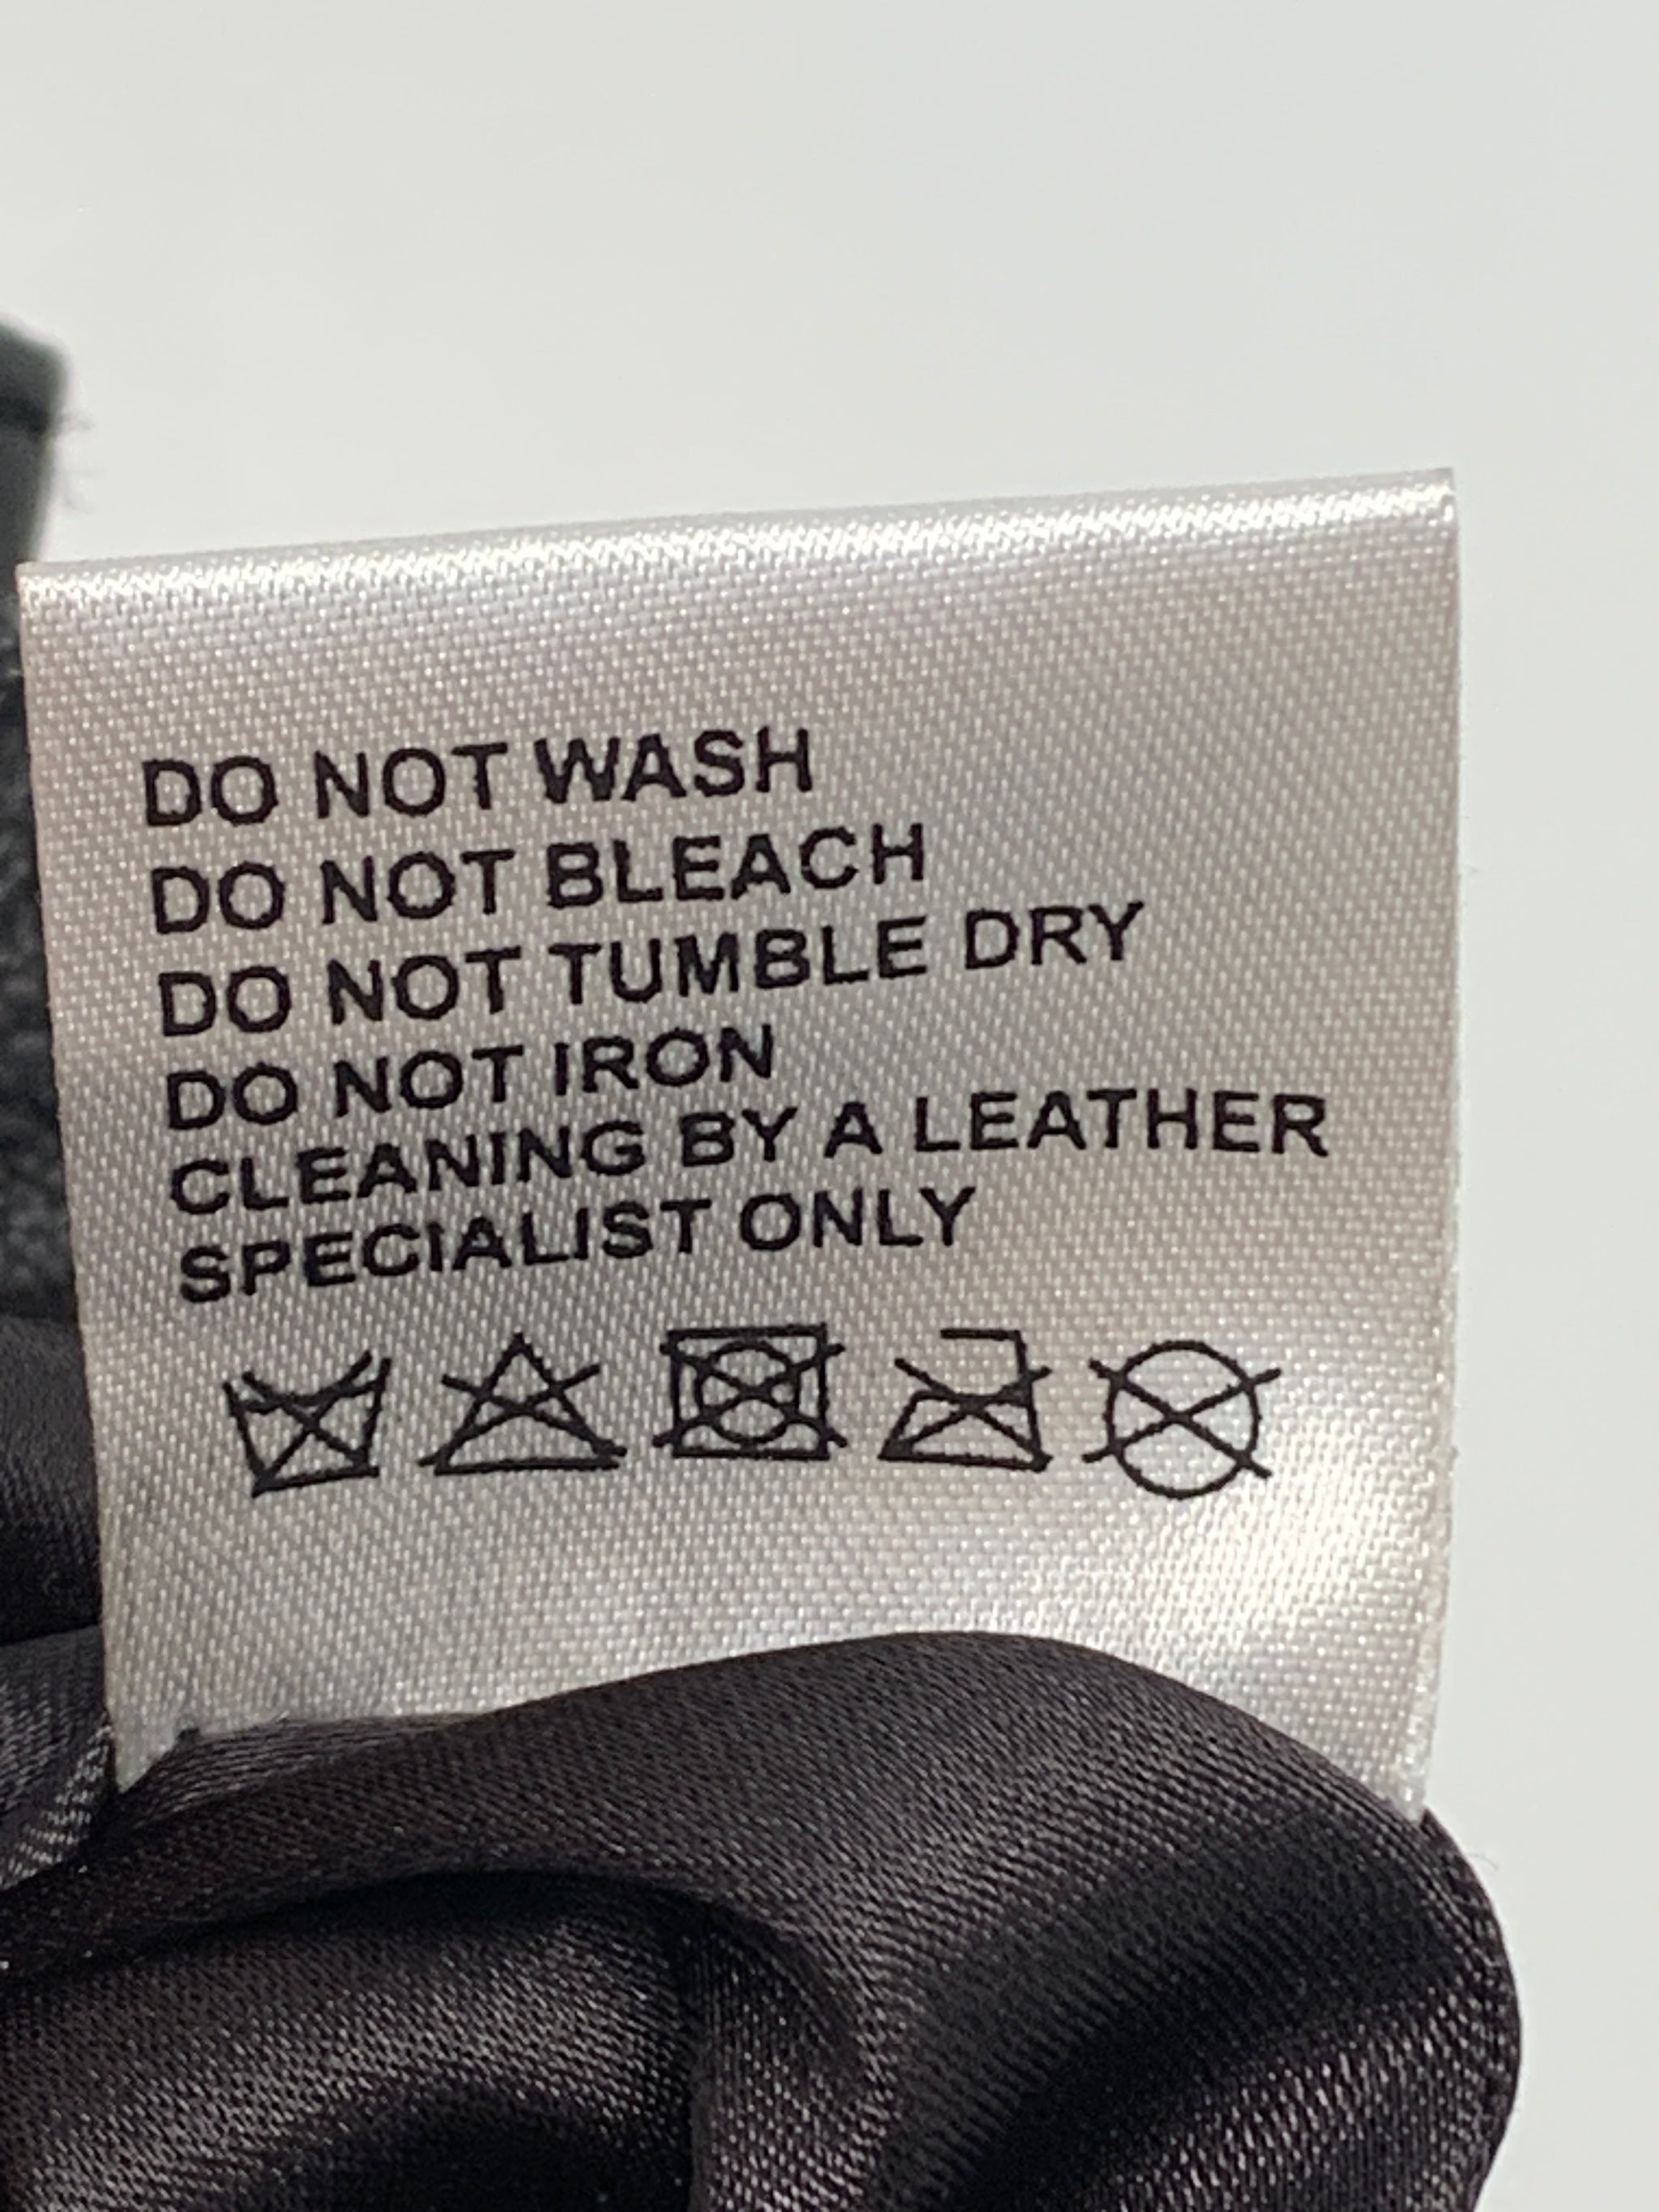 DO NOT WASH
DO NOT BLEACH
DO NOT TUMBLE DRY
DO NOT IRON
CLEANING BY A LEATHER
SPECIALIST ONLY